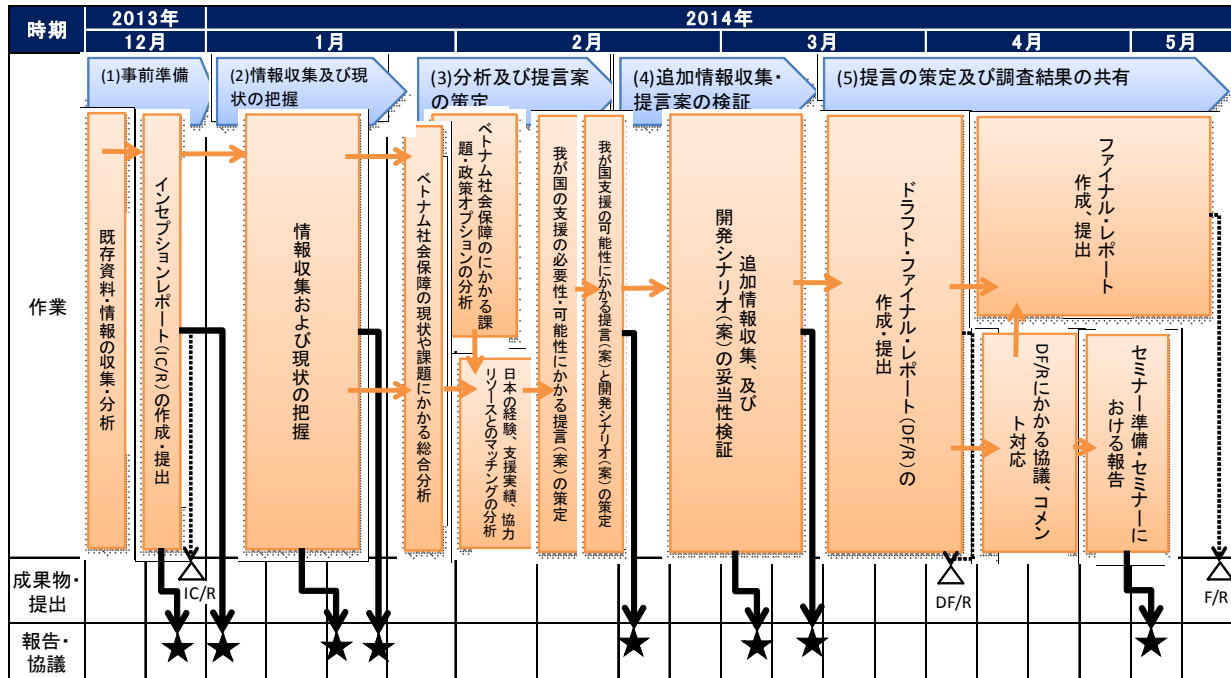 時期
2013年
2014年
12月
1月
2月
3月
4月
5月
(1)事前準備
(2)情報収集及び現
状の把握
(3)分析及び提言案
の策定
(4)追加情報収集・
提言案の検証
(5)提言の策定及び調査結果の共有
作業
既存資料・情報の収集・分析
インセプションレポート(IC/R)の作成・提出
情報収集および現状の把握
ベトナム社会保障の現状や課題にかかる総合分析
ベトナム社会保障のにかかる課
題・政策オプションの分析
日本の経験、支援実績、協力
リソースとのマッチングの分析
我が国の支援の必要性・可能性にかかる提言(案)の策定
我が国支援の可能性にかかる提言(案)と開発シナリオ(案)の策定
追加情報収集、及び
開発シナリオ(案)の妥当性検証
ドラフト・ファイナル・レポート(DF/R)の
作成・提出
ファイナル・レポート
作成、提出
DF/Rにかかる協議、コメン
ト対応
セミナー準備・セミナーに
おける報告
成果物・
提出
IC/R
DF/R
F/R
報告・
協議